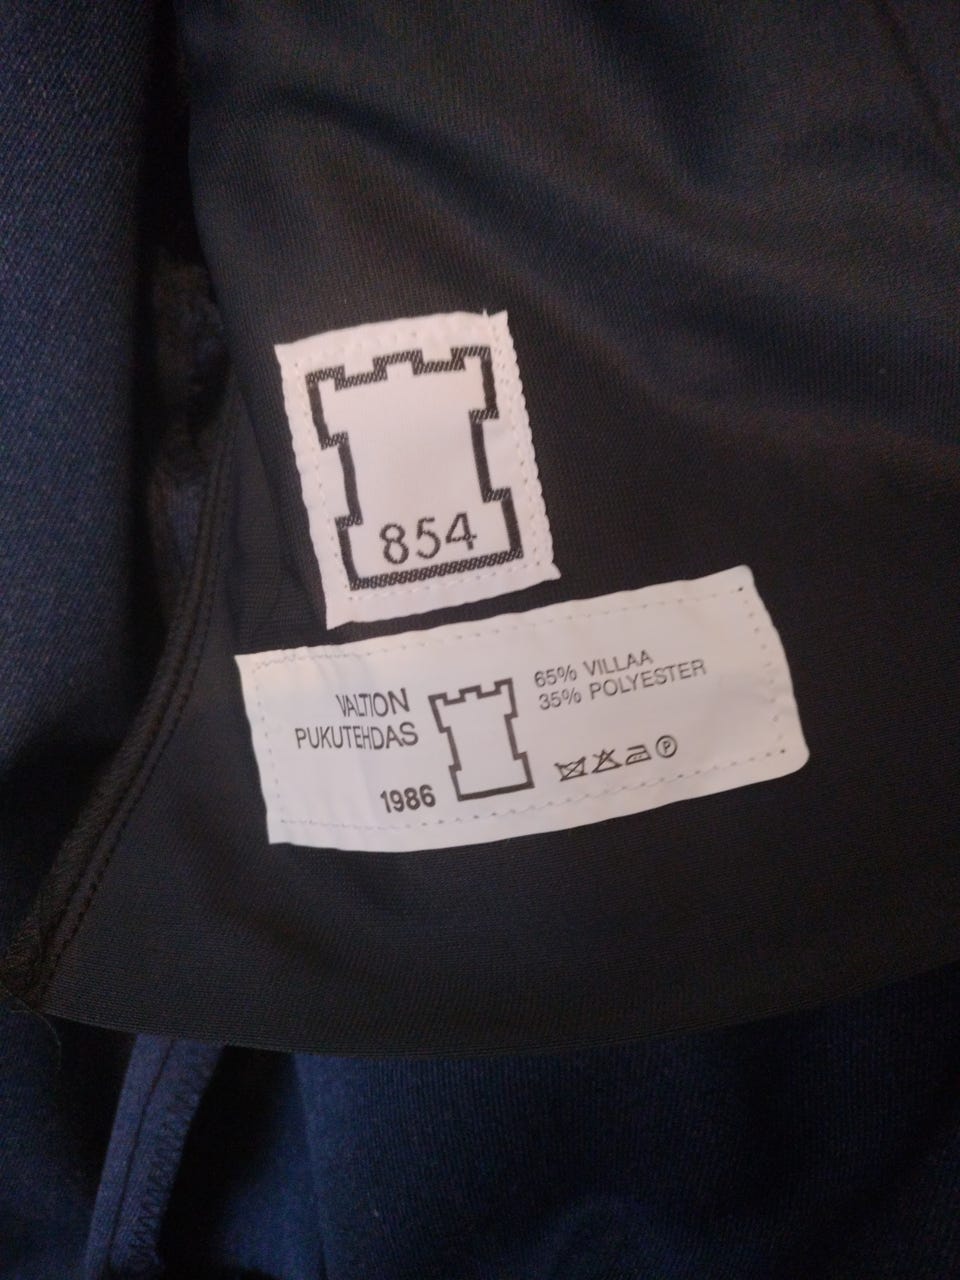 854
VALTION
PUKUTEHDAS
1986
65% VILLAA
35% POLYESTER
P